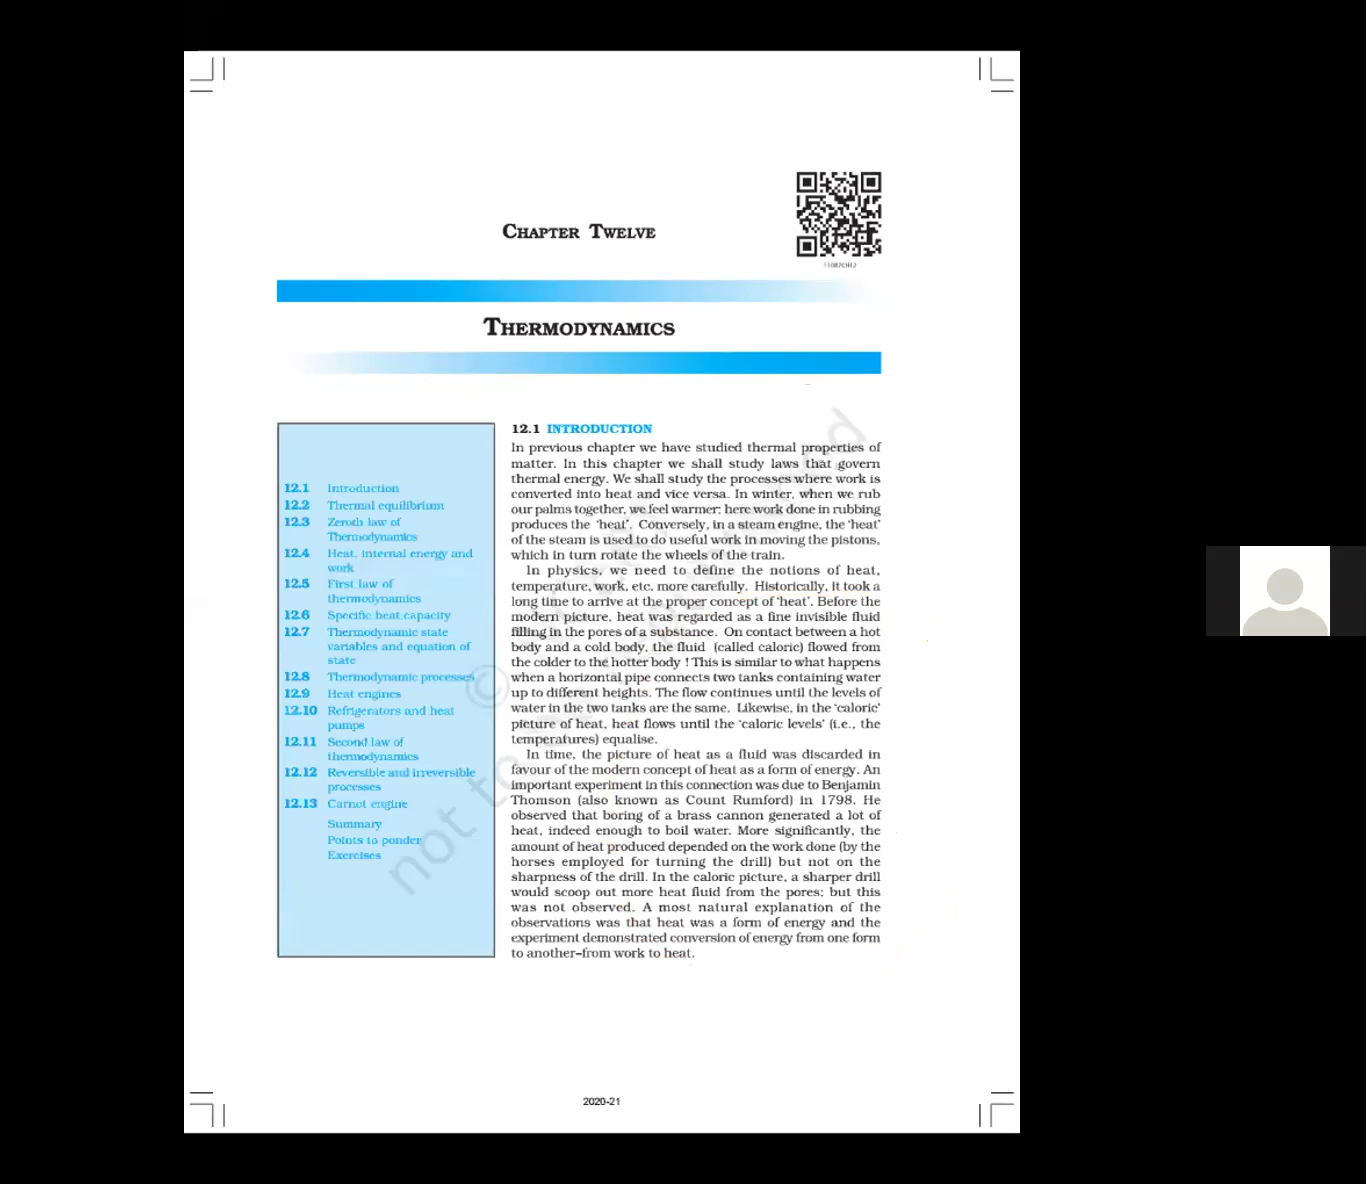 CHAPTER TWELVE
11087CH12
THERMODYNAMICS
12.1 Introduction
12.2 Thermal equilibrium
12.3 Zeroth law of
Thermodynamics
12.4 Heat, internal energy and
work
12.5 First law of
thermodynamics
12.6 Specific heat capacity
12.7 Thermodynamic state
variables and equation of
state
12.8 Thermodynamic processes
12.9 Heat engines
12.10 Refrigerators and heat
pumps
12.11 Second law of
thermodynamics
12.12 Reversible and irreversible
processes
12.13 Carnot engine
Summary
Points to ponder
Exercises
12.1 INTRODUCTION
In previous chapter we have studied thermal properties of
matter. In this chapter we shall study laws that govern
thermal energy. We shall study the processes where work is
converted into heat and vice versa. In winter, when we rub
our palms together, we feel warmer; here work done in rubbing
produces the ‘heat’. Conversely, in a steam engine, the ‘heat’
of the steam is used to do useful work in moving the pistons,
which in turn rotate the wheels of the train.
In physics, we need to define the notions of heat,
temperature, work, etc. more carefully. Historically, it took a
long time to arrive at the proper concept of ‘heat’. Before the
modern picture, heat was regarded as a fine invisible fluid
filling in the pores of a substance. On contact between a hot
body and a cold body, the fluid (called caloric) flowed from
the colder to the hotter body ! This is similar to what happens
when a horizontal pipe connects two tanks containing water
up to different heights. The flow continues until the levels of
water in the two tanks are the same. Likewise, in the ‘caloric’
picture of heat, heat flows until the ‘caloric levels’ (i.e., the
temperatures) equalise.
In time, the picture of heat as a fluid was discarded in
favour of the modern concept of heat as a form of energy. An
important experiment in this connection was due to Benjamin
Thomson (also known as Count Rumford) in 1798. He
observed that boring of a brass cannon generated a lot of
heat, indeed enough to boil water. More significantly, the
amount of heat produced depended on the work done (by the
horses employed for turning the drill) but not on the
sharpness of the drill. In the caloric picture, a sharper drill
would scoop out more heat fluid from the pores; but this
was not observed. A most natural explanation of the
observations was that heat was a form of energy and the
experiment demonstrated conversion of energy from one form
to another–from work to heat.
2020-21